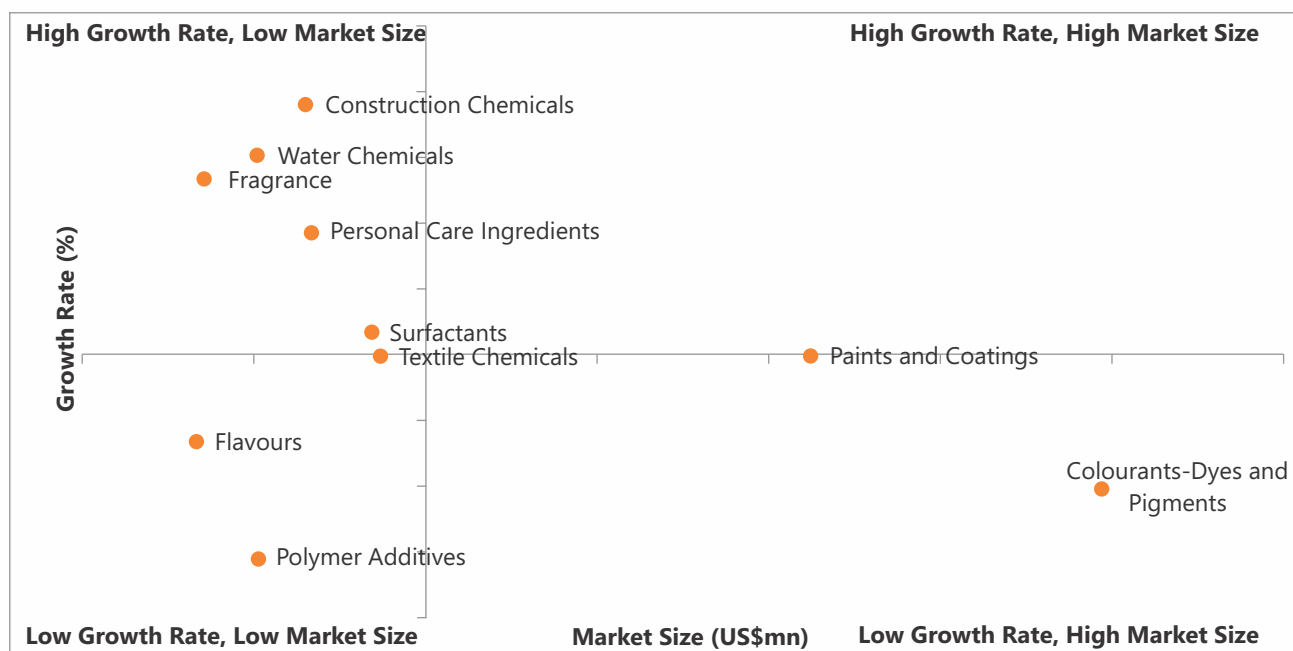 High Growth Rate, Low Market Size
High Growth Rate, High Market Size
Construction Chemicals
Water Chemicals
Fragrance
Personal Care Ingredients
Growth Rate (%)
Surfactants
Textile Chemicals
Paints and Coatings
Flavours
Colourants-Dyes and
Pigments
Polymer Additives
Low Growth Rate, Low Market Size
Market Size (US$mn)
Low Growth Rate, High Market Size